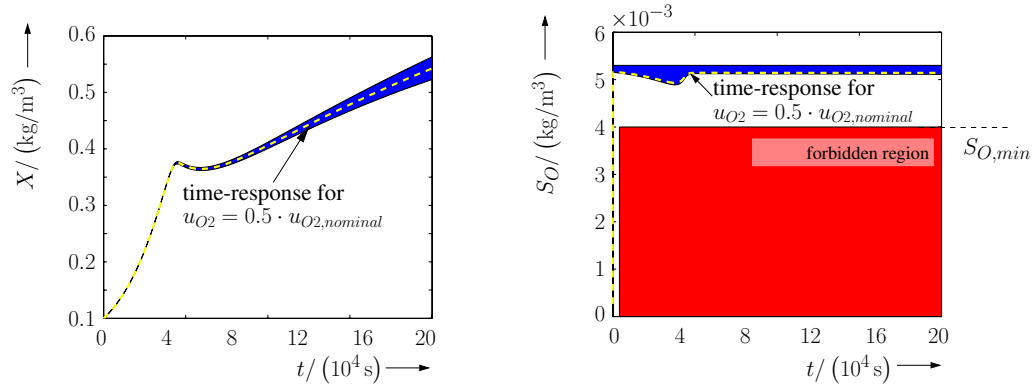 X/ (kg/m³)
0.6
0.5
0.4
0.3
0.2
0.1
0 4 8 12 16 20
t/ (10⁴ s)
time-response for
u_{O2} = 0.5 · u_{O2,nominal}
×10⁻³
S_O/ (kg/m³)
6
5
4
3
2
1
0
0 4 8 12 16 20
t/ (10⁴ s)
time-response for
u_{O2} = 0.5 · u_{O2,nominal}
forbidden region
S_{O,min}